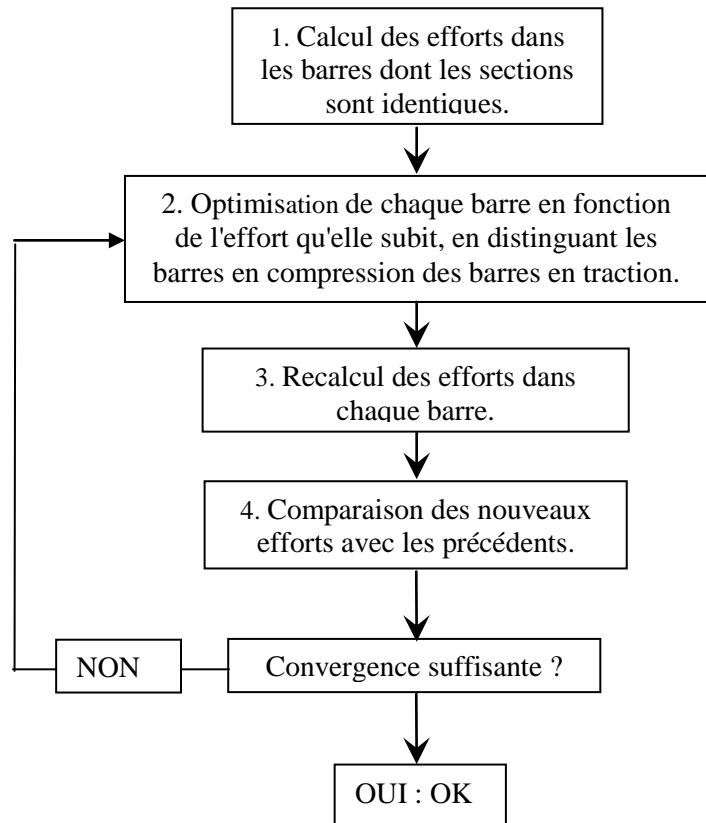 1. Calcul des efforts dans
les barres dont les sections
sont identiques.
2. Optimisation de chaque barre en fonction
de l'effort qu'elle subit, en distinguant les
barres en compression des barres en traction.
3. Recalcul des efforts dans
chaque barre.
4. Comparaison des nouveaux
efforts avec les précédents.
NON
Convergence suffisante ?
OUI : OK